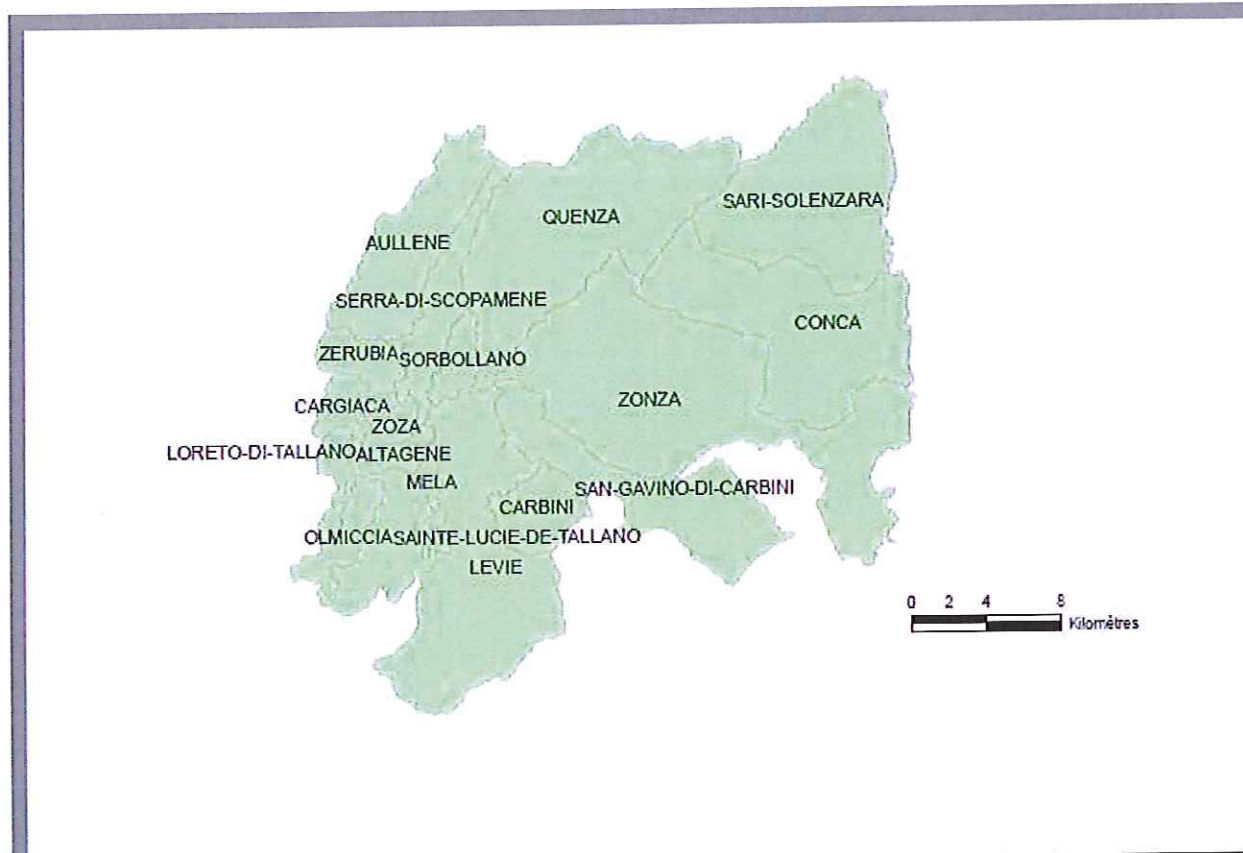 SARI-SOLENZARA
QUENZA
AULLENE
SERRA-DI-SCOPAMENE
CONCA
ZERUBIA
SORBOLLANO
ZONZA
CARGIACA
ZOZA
LORETO-DI-TALLANO
ALTAGENE
MELA
SAN-GAVINO-DI-CARBINI
CARBINI
OLMICCIA
SAINTE-LUCIE-DE-TALLANO
LEVIE
0 2 4 8
Kilomètres